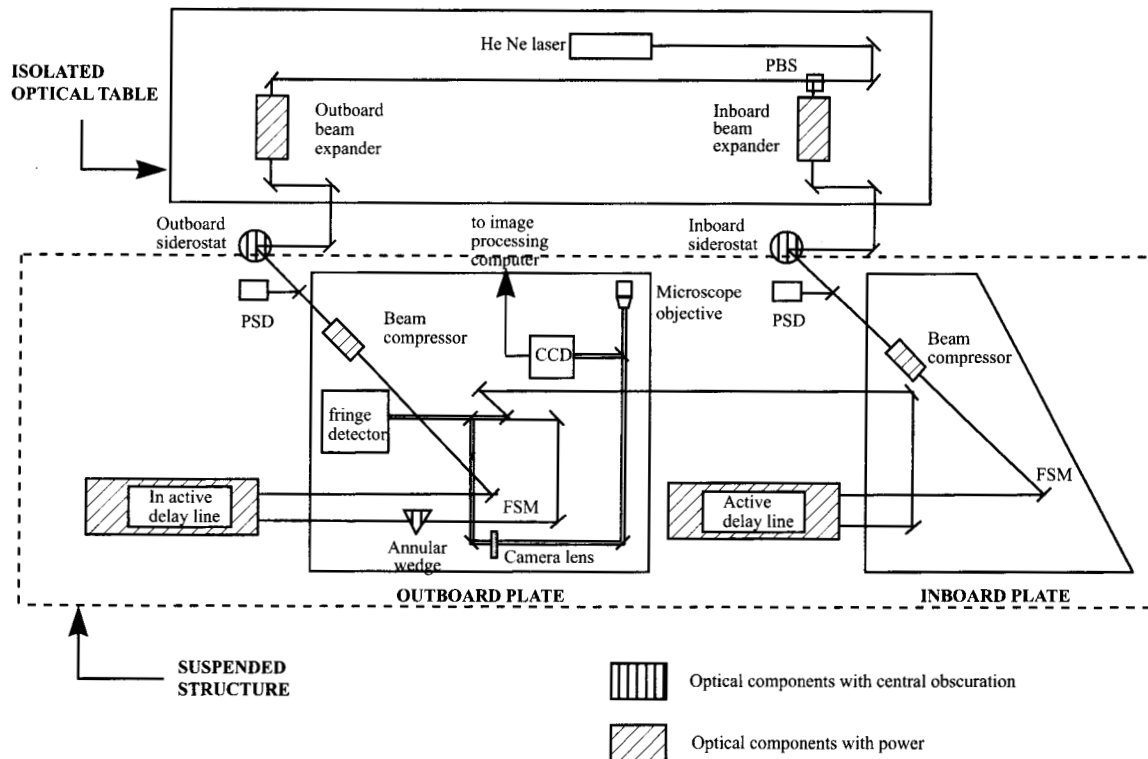 He Ne laser
PBS
ISOLATED
OPTICAL TABLE
Outboard
beam
expander
Inboard
beam
expander
Outboard
siderostat
to image
processing
computer
Inboard
siderostat
PSD
Beam
compressor
CCD
Microscope
objective
PSD
Beam
compressor
fringe
detector
In active
delay line
FSM
Annular
wedge
Camera lens
Active
delay line
FSM
OUTBOARD PLATE
INBOARD PLATE
SUSPENDED
STRUCTURE
Optical components with central obscuration
Optical components with power